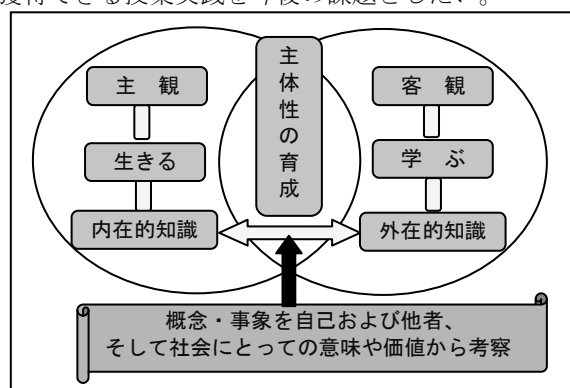 獲得できる授業実践を今後の課題としたい。
主体性の育成
主 観
客 観
生きる
学 ぶ
内在的知識
外在的知識
概念・事象を自己および他者、
そして社会にとっての意味や価値から考察